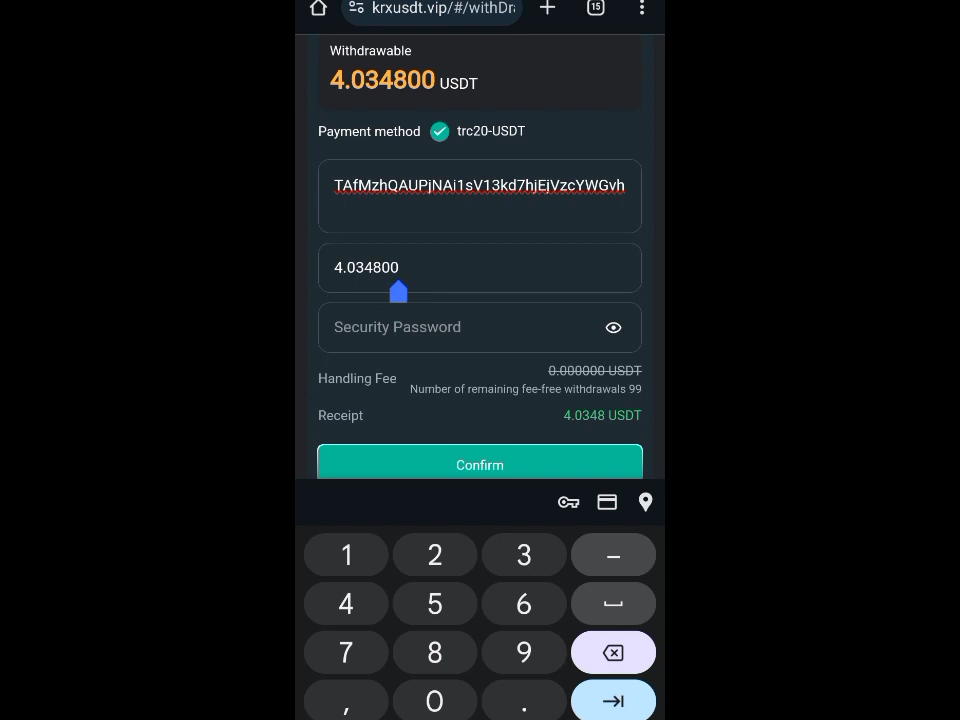 krxusdt.vip/#/withDr
15
Withdrawable
4.034800 USDT
Payment method trc20-USDT
TAfMzhQAUPjNAi1sV13kd7hjEjVzcYWGvh
4.034800
Security Password
0.000000 USDT
Handling Fee
Number of remaining fee-free withdrawals 99
Receipt 4.0348 USDT
Confirm
1 2 3 –
4 5 6
7 8 9
, 0 .